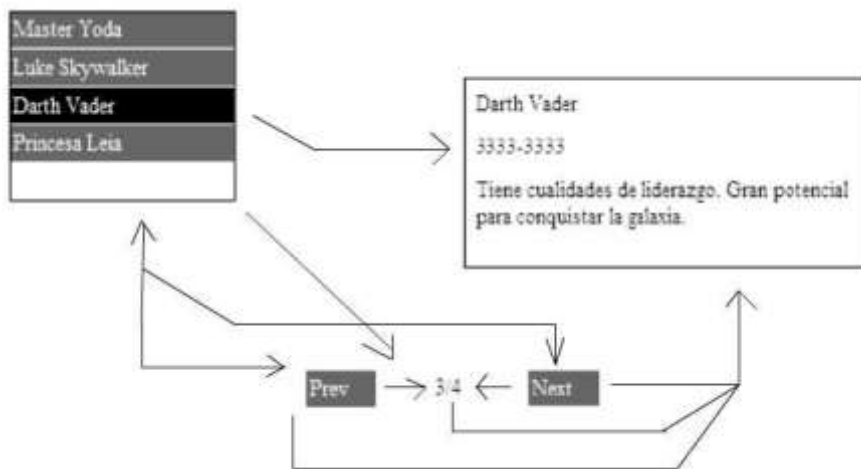 Master Yoda
Luke Skywalker
Darth Vader
Princesa Leia
Darth Vader
3333-3333
Tiene cualidades de liderazgo. Gran potencial
para conquistar la galaxia.
Prev
3/4
Next